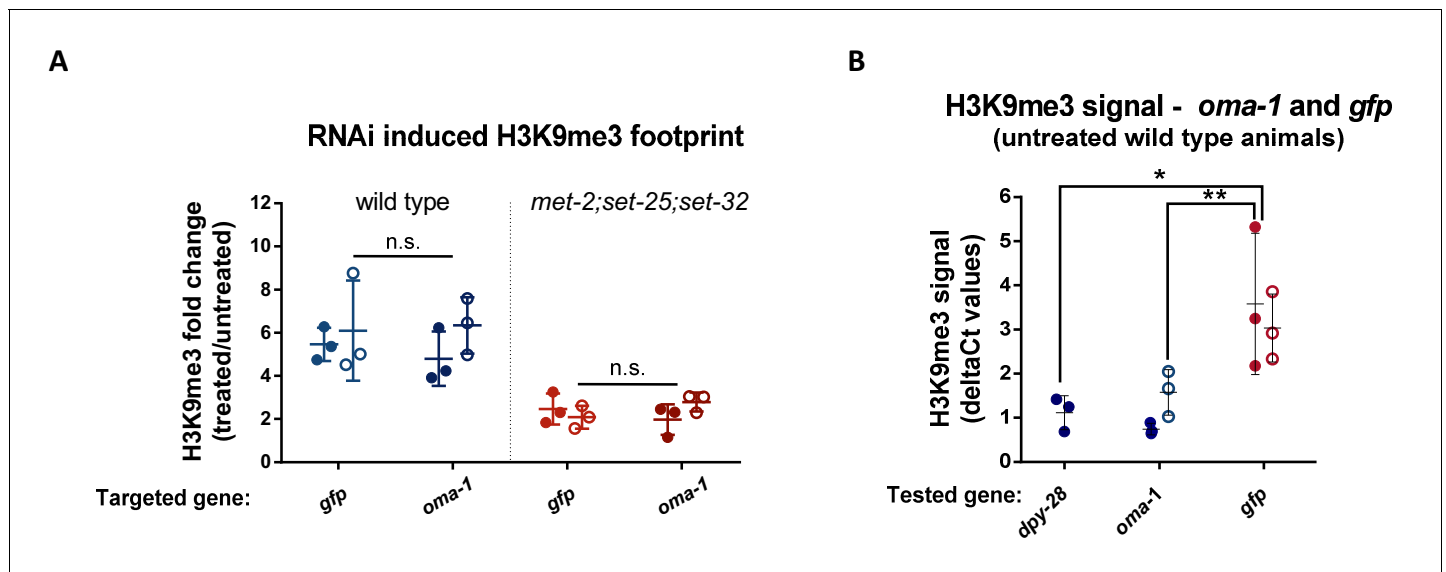 A
RNAi induced H3K9me3 footprint
H3K9me3 fold change
(treated/untreated)
12
10
8
6
4
2
0
wild type
met-2;set-25;set-32
n.s.
n.s.
Targeted gene:
gfp
oma-1
gfp
oma-1
B
H3K9me3 signal - oma-1 and gfp
(untreated wild type animals)
H3K9me3 signal
(deltaCt values)
6
5
4
3
2
1
0
*
**
Tested gene:
dpy-28
oma-1
gfp